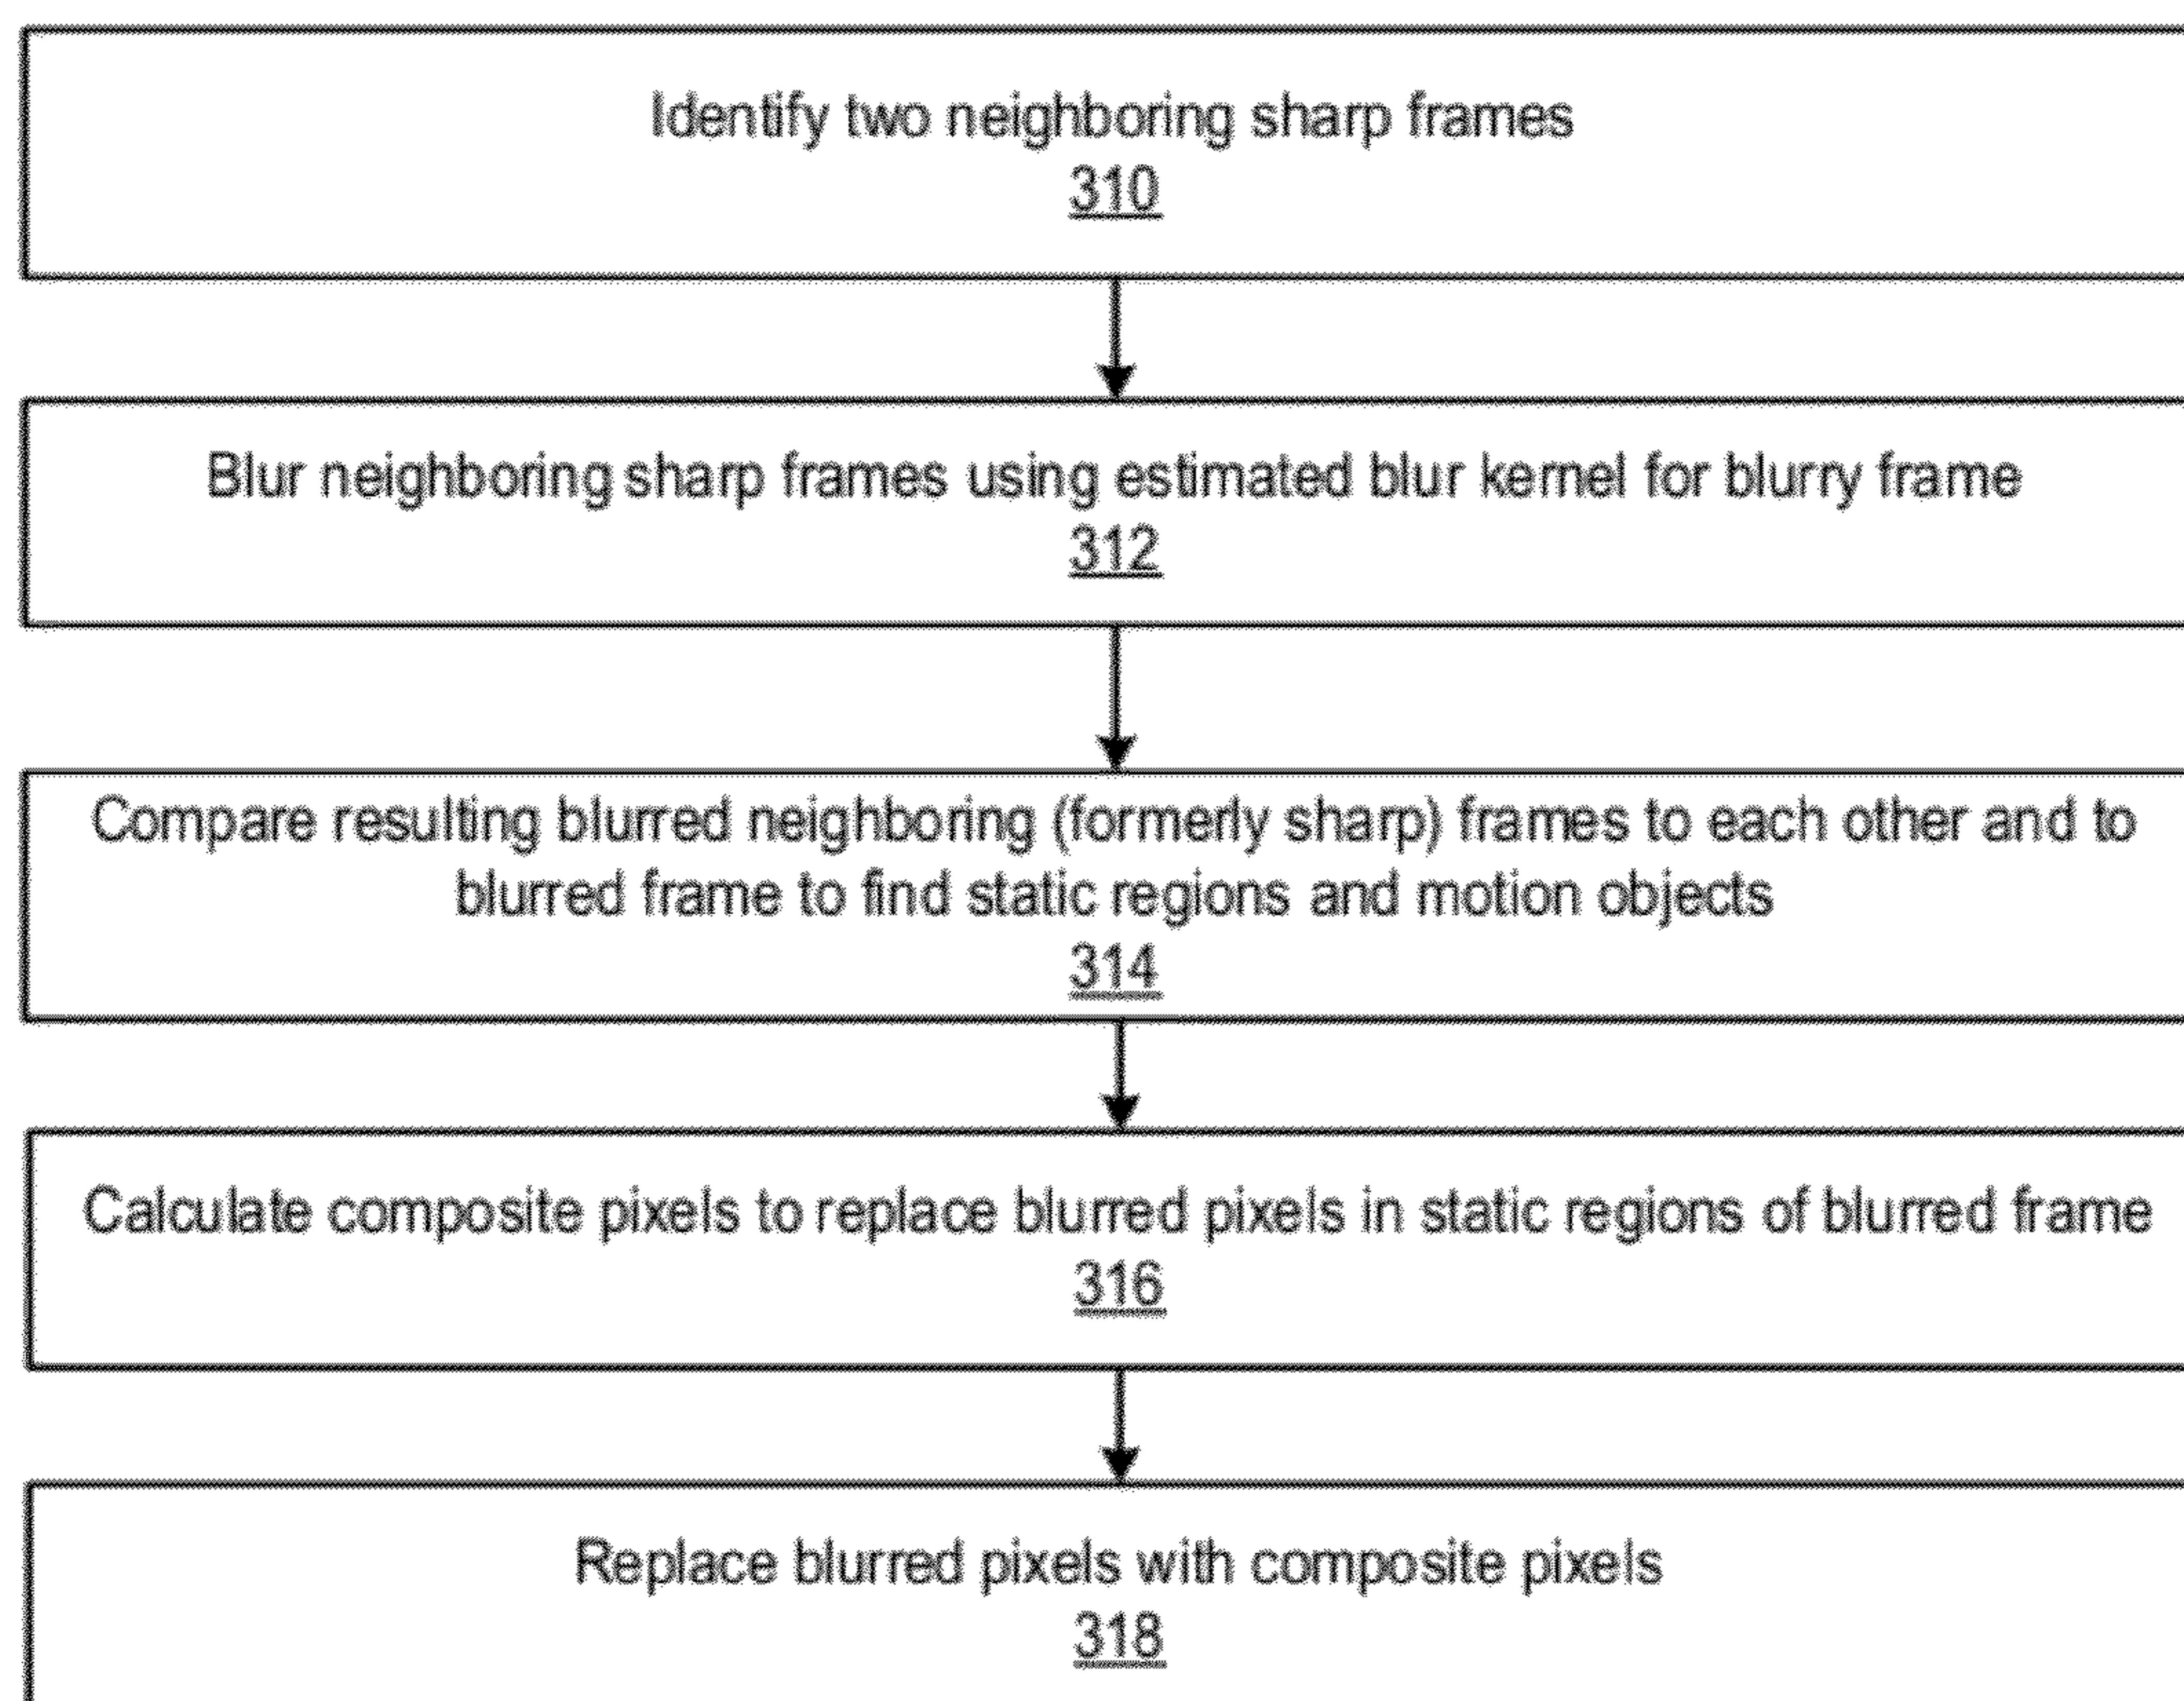 Identify two neighboring sharp frames
310
Blur neighboring sharp frames using estimated blur kernel for blurry frame
312
Compare resulting blurred neighboring (formerly sharp) frames to each other and to
blurred frame to find static regions and motion objects
314
Calculate composite pixels to replace blurred pixels in static regions of blurred frame
316
Replace blurred pixels with composite pixels
318